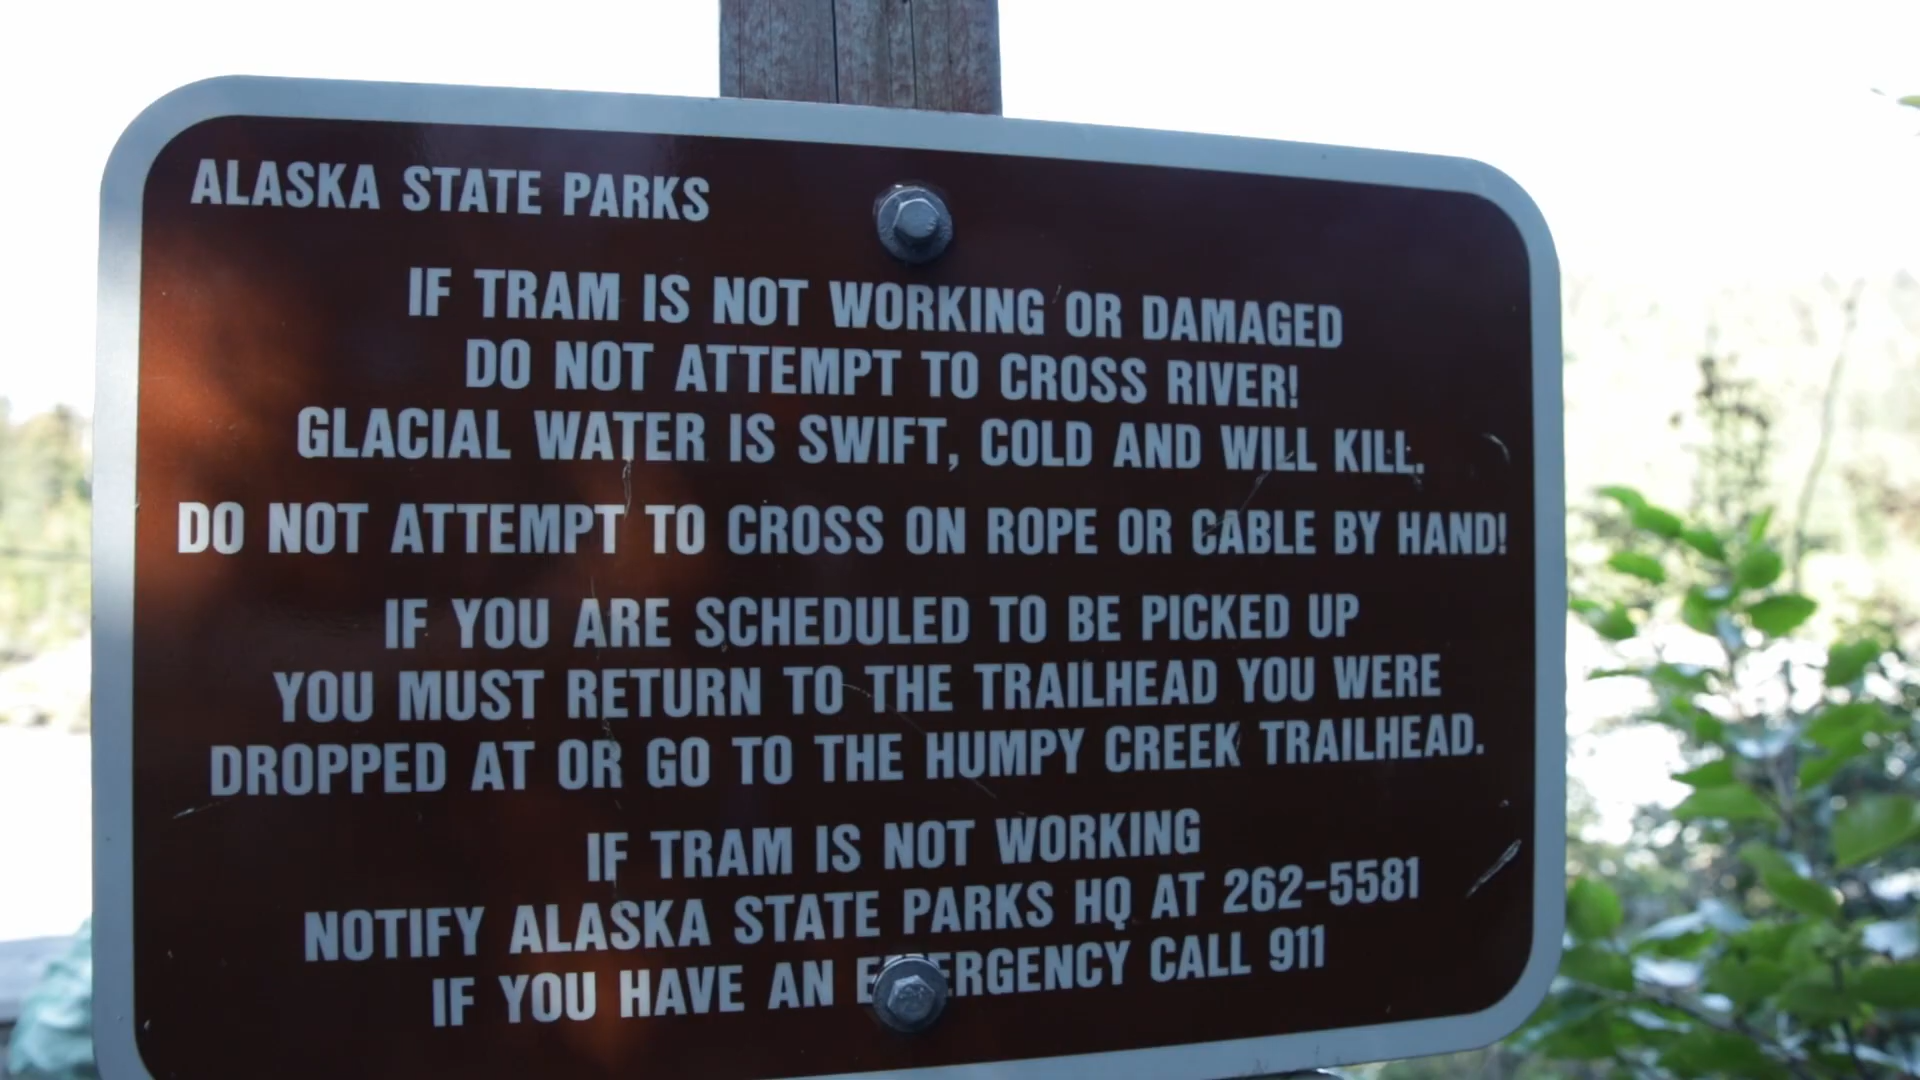 ALASKA STATE PARKS
IF TRAM IS NOT WORKING OR DAMAGED
DO NOT ATTEMPT TO CROSS RIVER!
GLACIAL WATER IS SWIFT, COLD AND WILL KILL.
DO NOT ATTEMPT TO CROSS ON ROPE OR CABLE BY HAND!
IF YOU ARE SCHEDULED TO BE PICKED UP
YOU MUST RETURN TO THE TRAILHEAD YOU WERE
DROPPED AT OR GO TO THE HUMPY CREEK TRAILHEAD.
IF TRAM IS NOT WORKING
NOTIFY ALASKA STATE PARKS HQ AT 262-5581
IF YOU HAVE AN EMERGENCY CALL 911